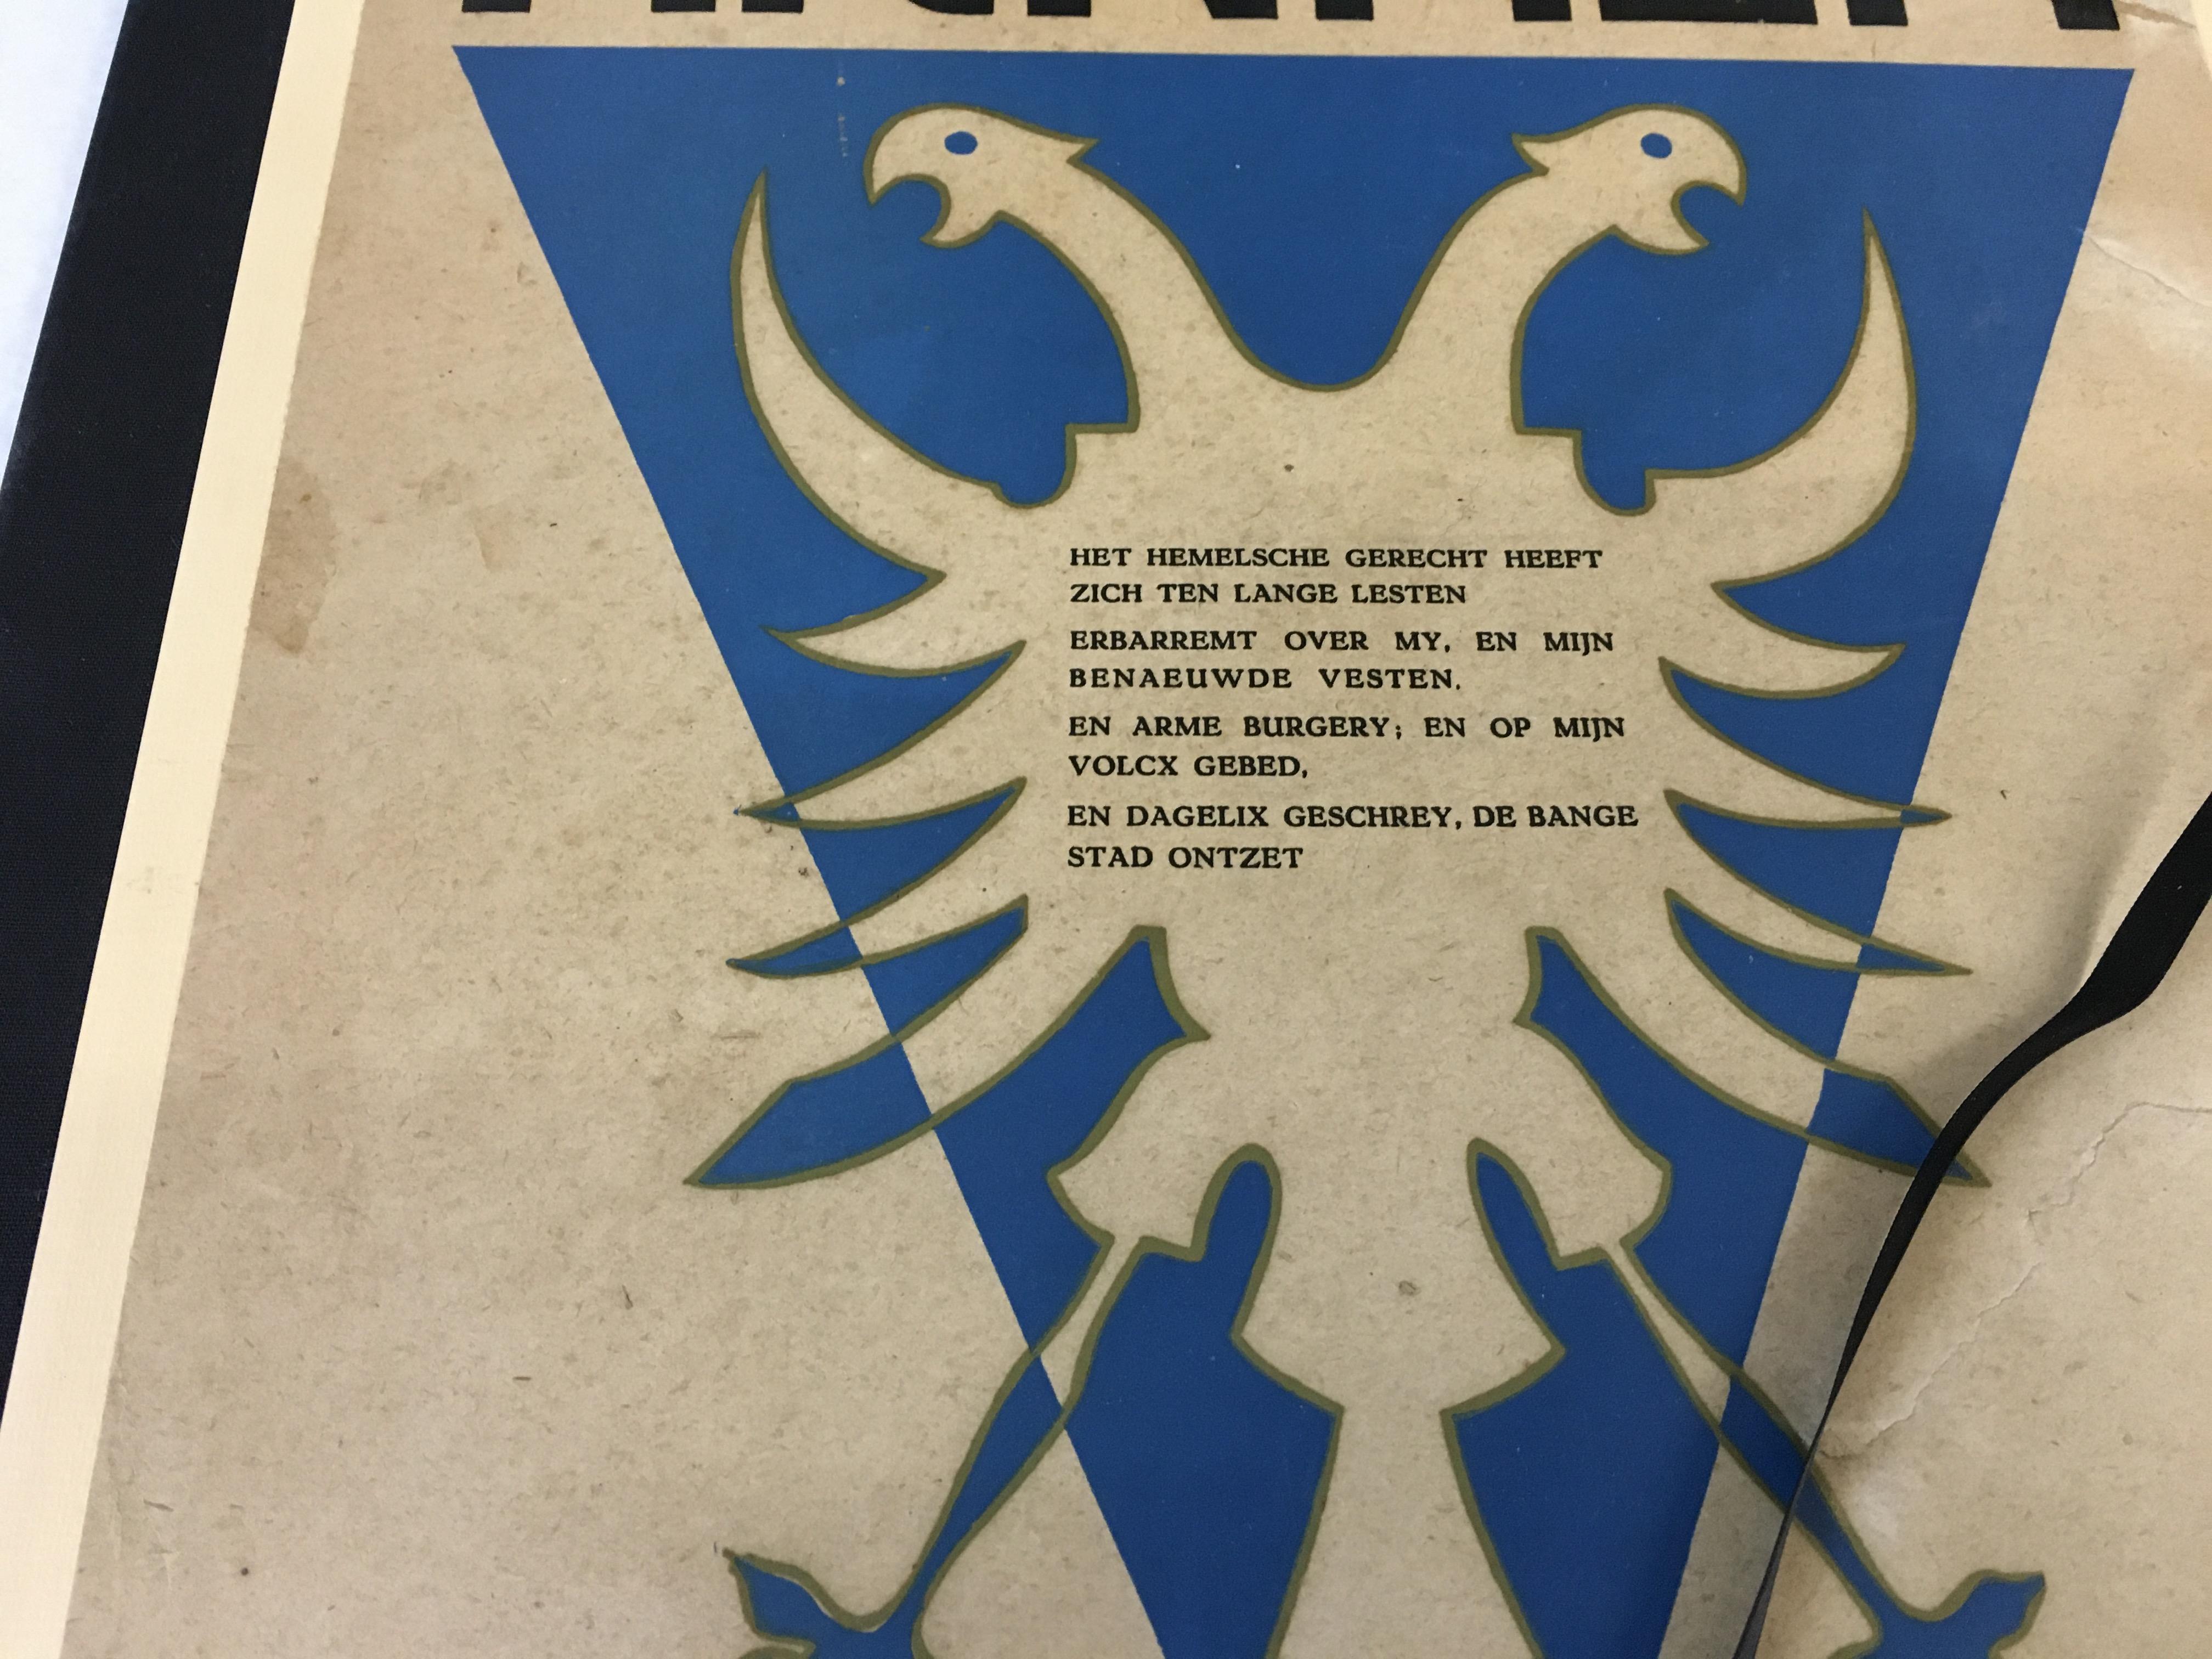 HET HEMELSCHE GERECHT HEEFT
ZICH TEN LANGE LESTEN
ERBARREMT OVER MY, EN MIJN
BENAEUWDE VESTEN.
EN ARME BURGERY; EN OP MIJN
VOLCX GEBED,
EN DAGELIX GESCHREY, DE BANGE
STAD ONTZET